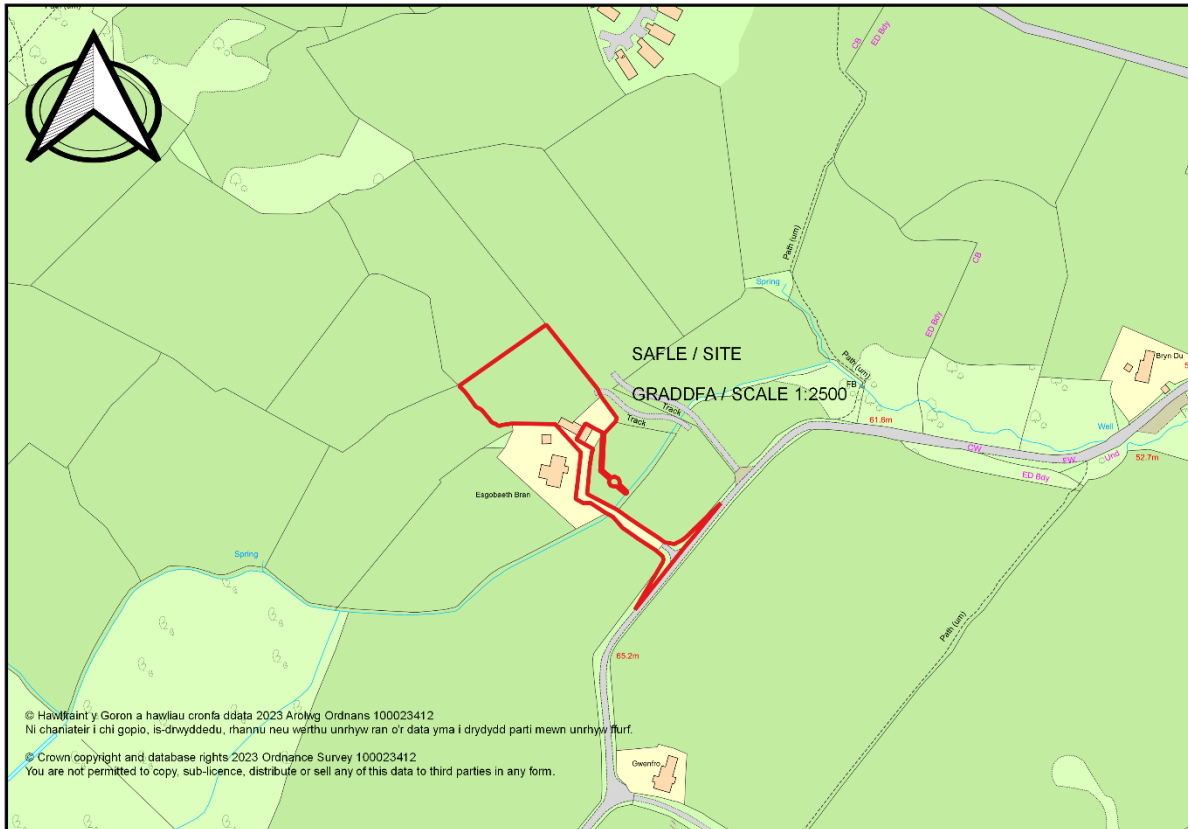 Path (um)
CB
ED Bdy
Path (um)
CB
Spring
ED Bdy
SAFLE / SITE
Path (um)
Bryn Du
GRADDFA / SCALE 1:2500
FB
Track
Track
61.6m
Well
CW
FW
Und
52.7m
ED Bdy
Esgobaeth Bran
Spring
Path (um)
65.2m
© Hawlfraint y Goron a hawliau cronfa ddata 2023 Arolwg Ordnans 100023412
Ni chaniateir i chi gopio, is-drwyddedu, rhannu neu werthu unrhyw ran o'r data yma i drydydd parti mewn unrhyw ffurf.
© Crown copyright and database rights 2023 Ordnance Survey 100023412
You are not permitted to copy, sub-licence, distribute or sell any of this data to third parties in any form.
Gwenfro